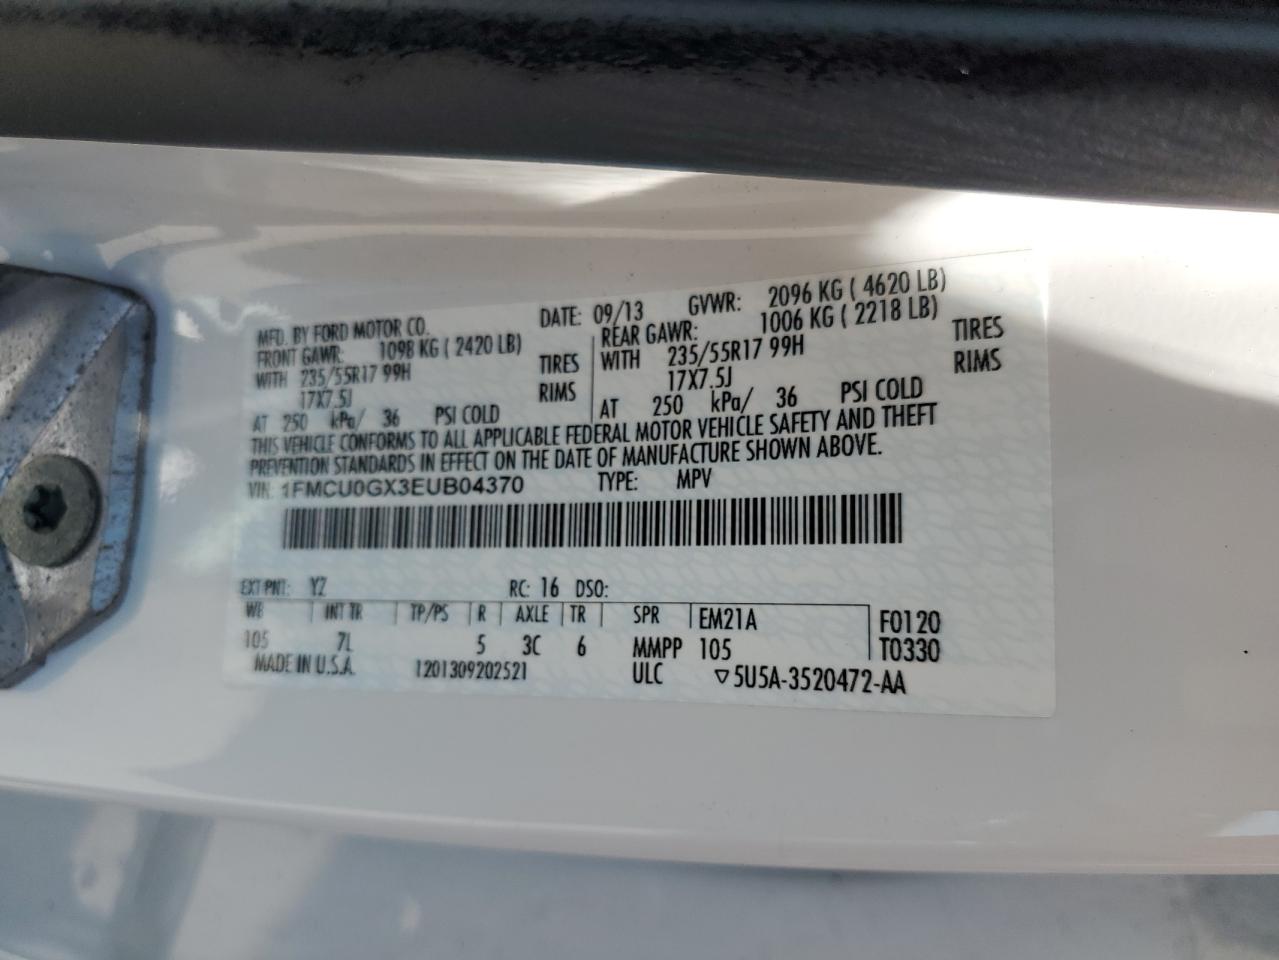 MFD. BY FORD MOTOR CO. DATE: 09/13 GVWR: 2096 KG ( 4620 LB)
FRONT GAWR: 1098 KG ( 2420 LB) REAR GAWR: 1006 KG ( 2218 LB)
WITH 235/55R17 99H TIRES WITH 235/55R17 99H TIRES
17X7.5J RIMS 17X7.5J RIMS
AT 250 kPa/ 36 PSI COLD AT 250 kPa/ 36 PSI COLD
THIS VEHICLE CONFORMS TO ALL APPLICABLE FEDERAL MOTOR VEHICLE SAFETY AND THEFT
PREVENTION STANDARDS IN EFFECT ON THE DATE OF MANUFACTURE SHOWN ABOVE.
VIN: 1FMCU0GX3EUB04370 TYPE: MPV
EXT PNT: YZ RC: 16 DSO:
WB INT TR TP/PS R AXLE TR SPR EM21A F0120
105 7L 5 3C 6 MMPP 105 T0330
MADE IN U.S.A. 1201309202521 ULC ▽5U5A-3520472-AA